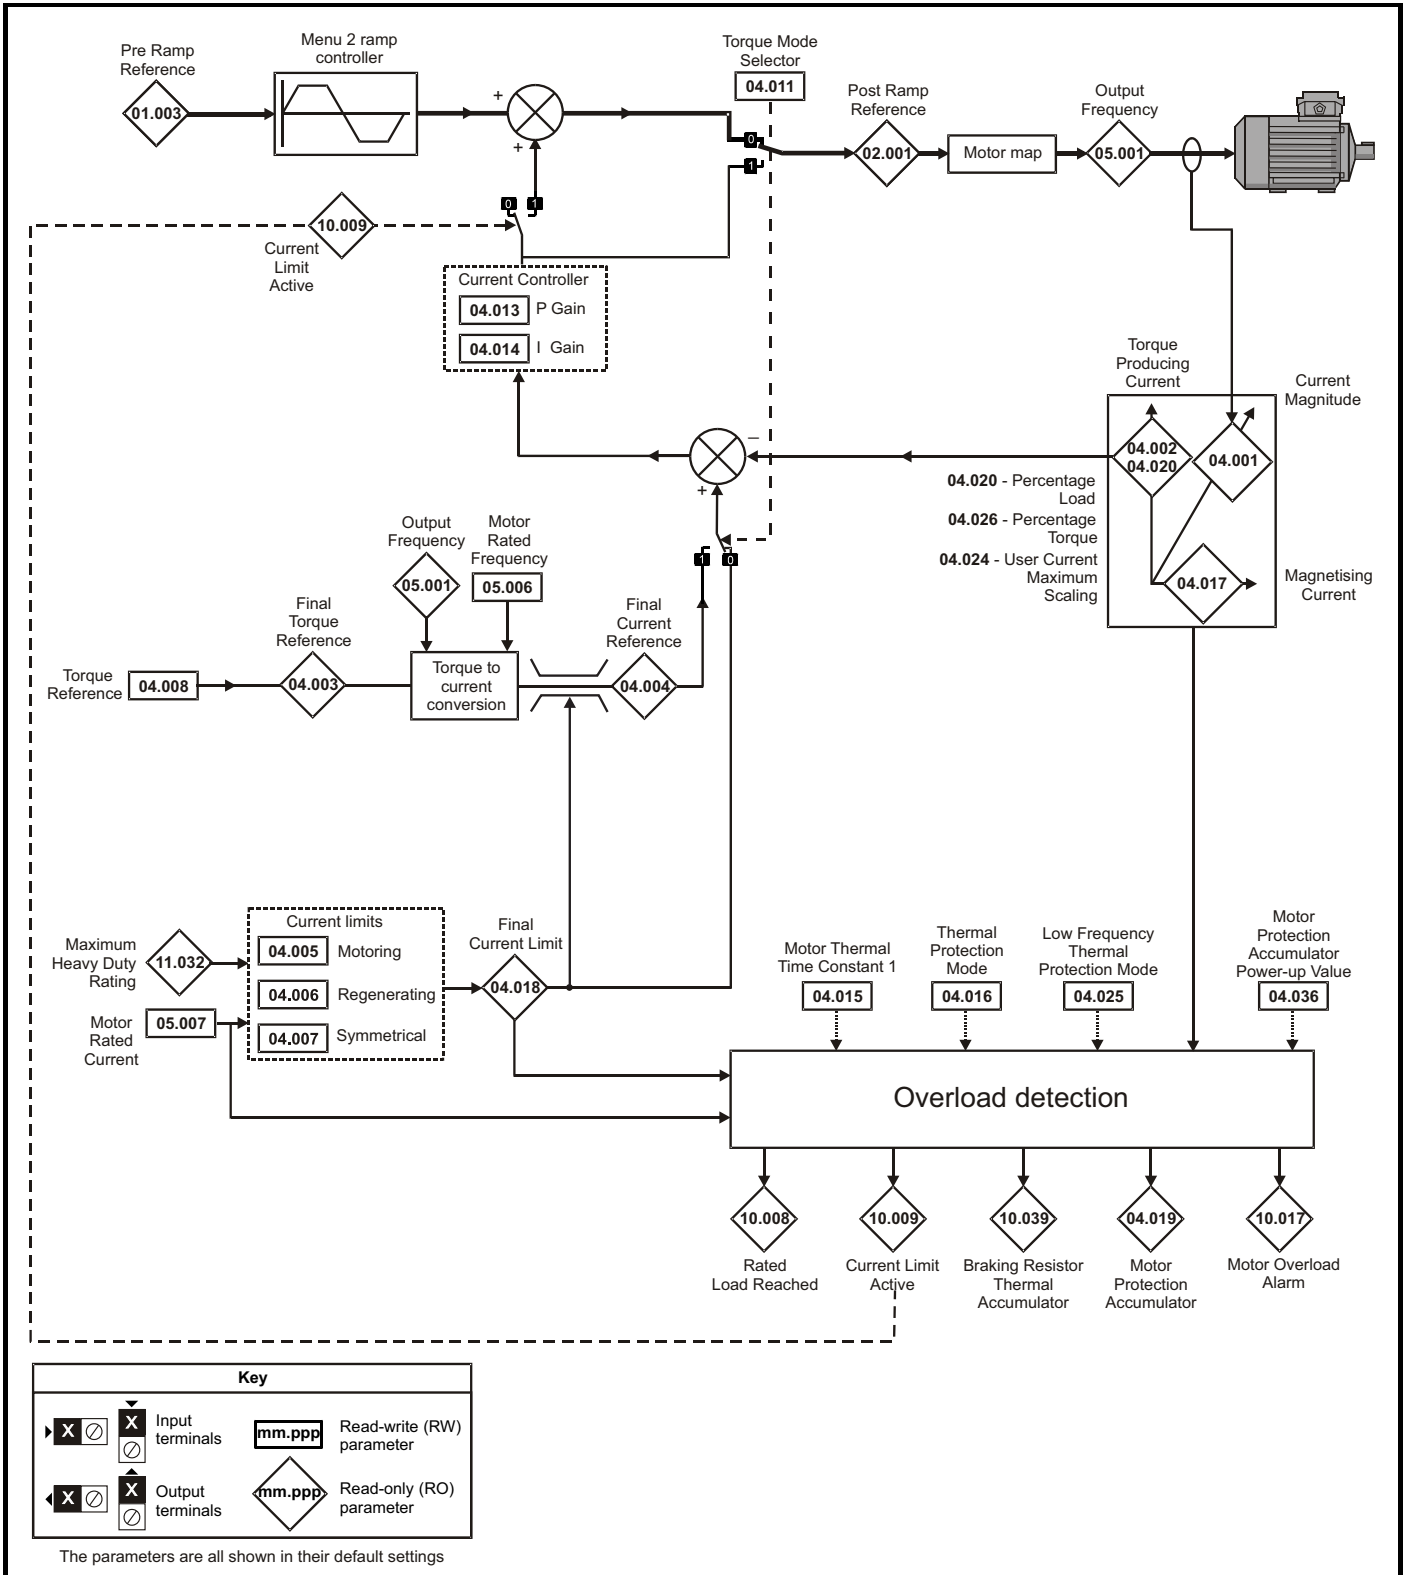 Pre Ramp
Reference
01.003
Menu 2 ramp
controller
+
+
Torque Mode
Selector
04.011
0
1
Post Ramp
Reference
02.001
Motor map
Output
Frequency
05.001
0
1
10.009
Current
Limit
Active
Current Controller
04.013
P Gain
04.014
I Gain
Torque
Producing
Current
Current
Magnitude
04.002
04.020
04.001
04.017
Magnetising
Current
04.020 - Percentage
Load
04.026 - Percentage
Torque
04.024 - User Current
Maximum
Scaling
–
+
1
0
Output
Frequency
05.001
Motor
Rated
Frequency
05.006
Final
Torque
Reference
Torque
Reference
04.008
04.003
Torque to
current
conversion
Final
Current
Reference
04.004
Maximum
Heavy Duty
Rating
11.032
Motor
Rated
Current
05.007
Current limits
04.005
Motoring
04.006
Regenerating
04.007
Symmetrical
Final
Current Limit
04.018
Motor Thermal
Time Constant 1
04.015
Thermal
Protection
Mode
04.016
Low Frequency
Thermal
Protection Mode
04.025
Motor
Protection
Accumulator
Power-up Value
04.036
Overload detection
10.008
Rated
Load Reached
10.009
Current Limit
Active
10.039
Braking Resistor
Thermal
Accumulator
04.019
Motor
Protection
Accumulator
10.017
Motor Overload
Alarm
Key
X
X
Input
terminals
mm.ppp
Read-write (RW)
parameter
X
X
Output
terminals
mm.ppp
Read-only (RO)
parameter
The parameters are all shown in their default settings